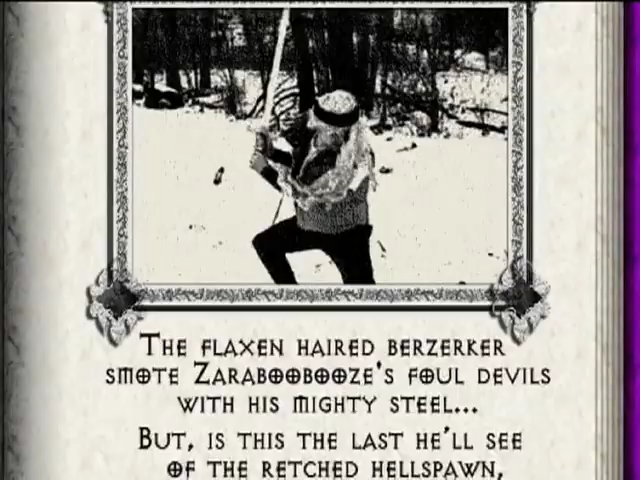 The flaxen haired berzerker
smote Zaraboobooze's foul devils
with his mighty steel...
But, is this the last he'll see
of the retched hellspawn,